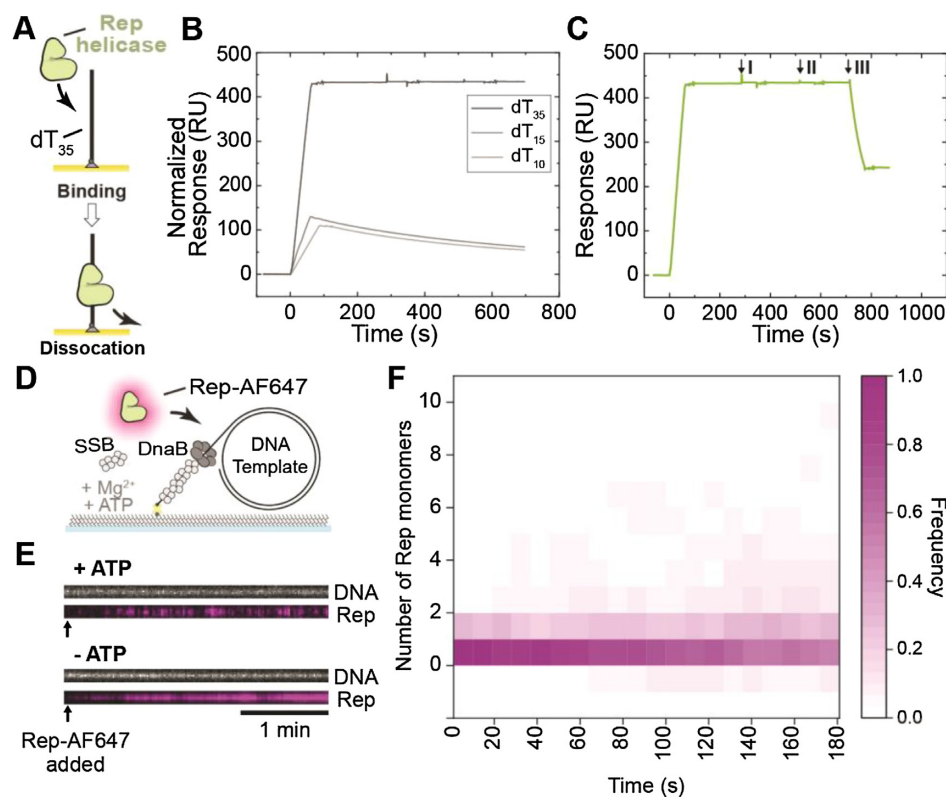 A
Rep
helicase
dT35
Binding
Dissocation
B
Normalized
Response (RU)
500
400
300
200
100
0
dT35
dT15
dT10
0 200 400 600 800
Time (s)
C
Response (RU)
500
400
300
200
100
0
I II III
0 200 400 600 800 1000
Time (s)
D
Rep-AF647
SSB
DnaB
DNA
Template
+ Mg2+
+ ATP
E
+ ATP
DNA
Rep
- ATP
DNA
Rep
1 min
Rep-AF647
added
F
Number of Rep monomers
10
8
6
4
2
0
0 20 40 60 80 100 120 140 160 180
Time (s)
1.0
0.8
0.6
0.4
0.2
0.0
Frequency